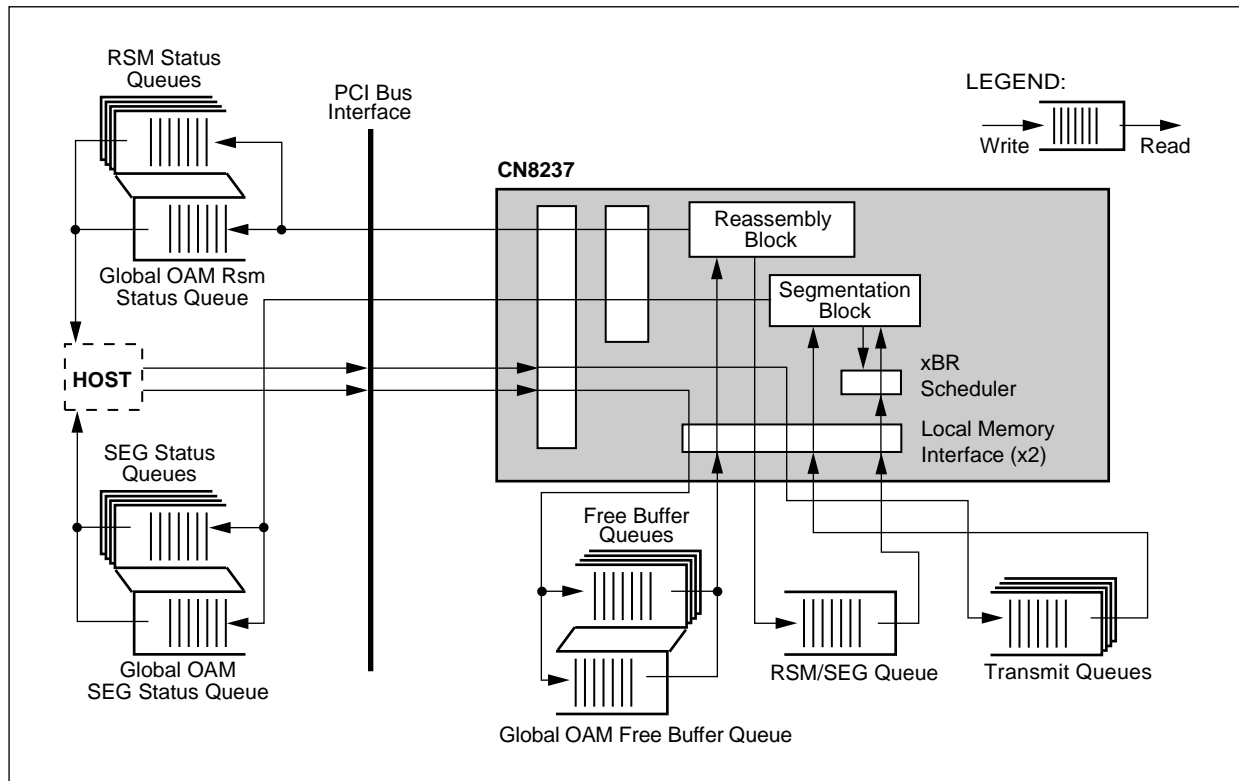 RSM Status
Queues
PCI Bus
Interface
LEGEND:
Write
Read
CN8237
Reassembly
Block
Global OAM Rsm
Status Queue
Segmentation
Block
HOST
xBR
Scheduler
Local Memory
Interface (x2)
SEG Status
Queues
Free Buffer
Queues
Global OAM
SEG Status Queue
RSM/SEG Queue
Transmit Queues
Global OAM Free Buffer Queue